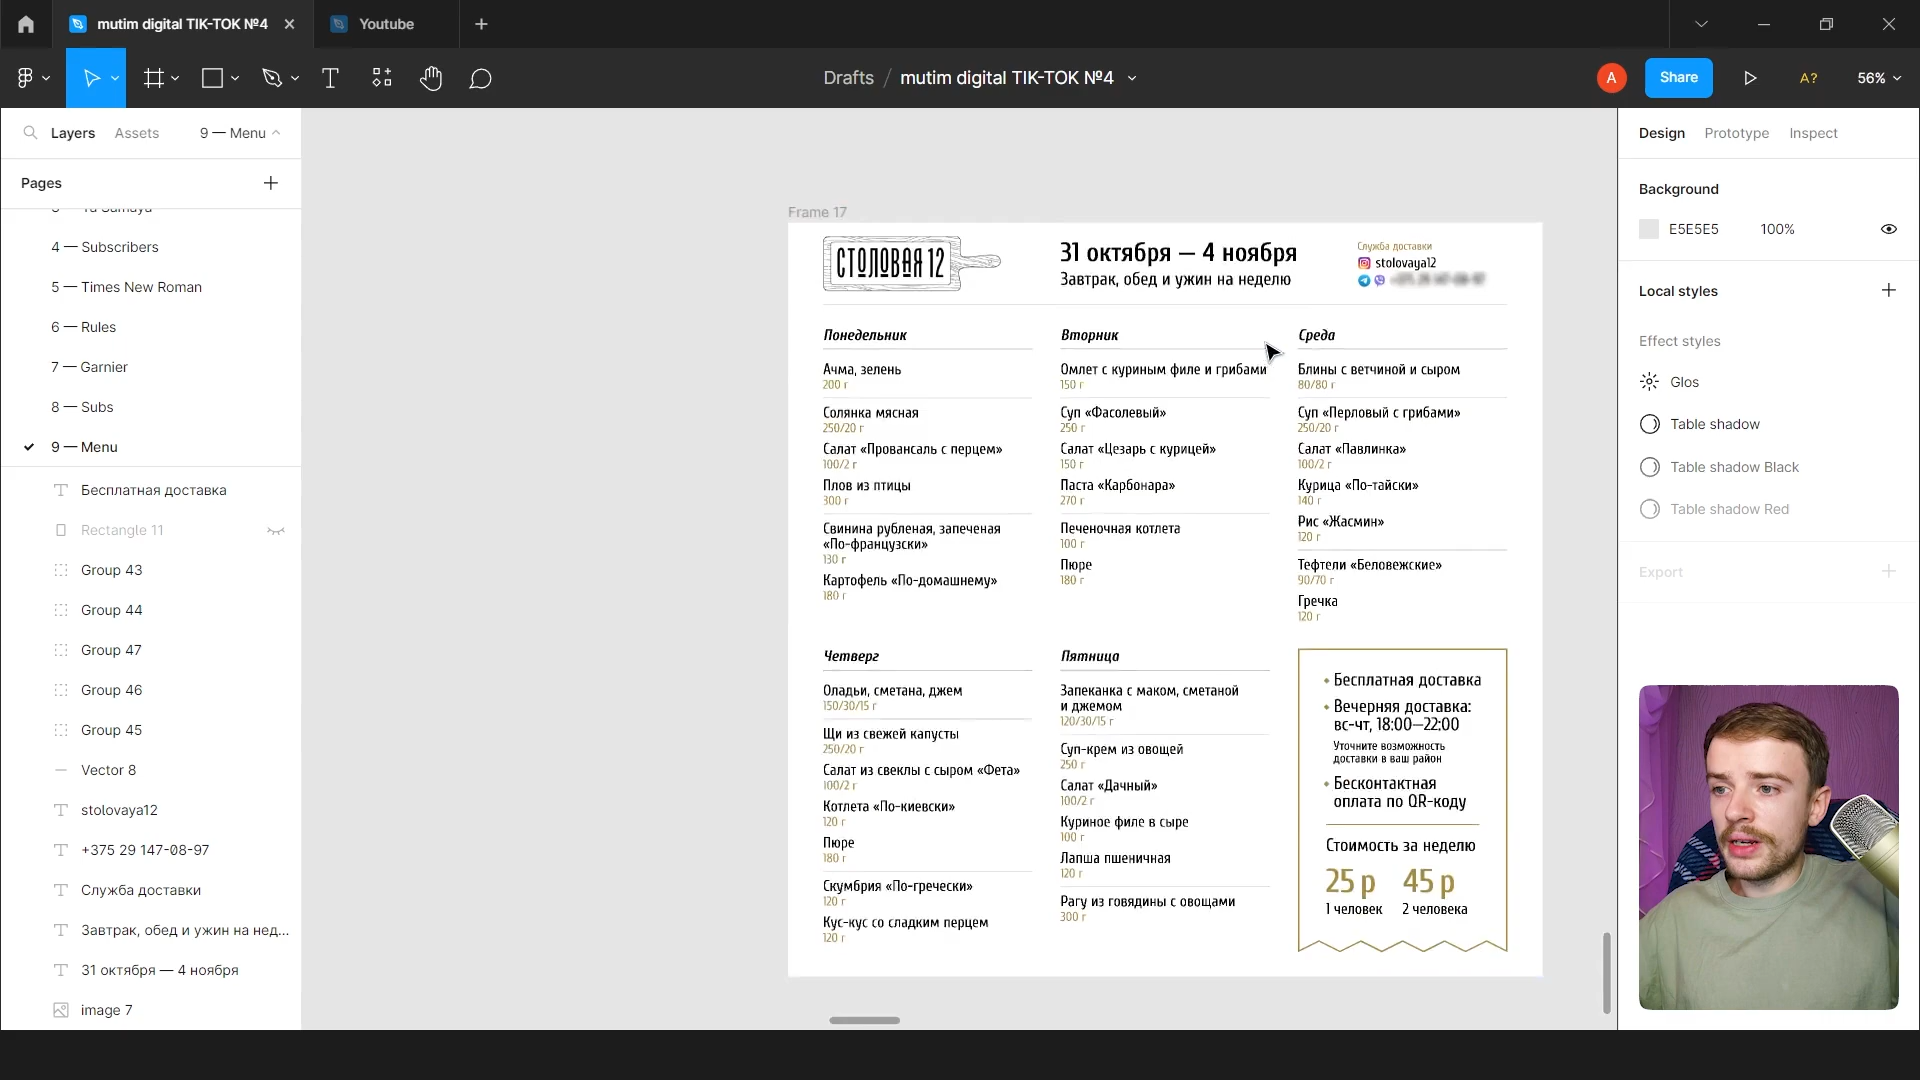 mutim digital TIK-TOK №4
Youtube
Drafts / mutim digital TIK-TOK №4
A
Share
A?
56%
Layers
Assets
9 — Menu
Pages
4 — Subscribers
5 — Times New Roman
6 — Rules
7 — Garnier
8 — Subs
9 — Menu
Бесплатная доставка
Rectangle 11
Group 43
Group 44
Group 47
Group 46
Group 45
Vector 8
stolovaya12
+375 29 147-08-97
Служба доставки
Завтрак, обед и ужин на нед...
31 октября — 4 ноября
image 7
Frame 17
СТОЛОВАЯ 12
31 октября — 4 ноября
Завтрак, обед и ужин на неделю
Служба доставки
stolovaya12
Понедельник
Ачма, зелень
200 г
Солянка мясная
250/20 г
Салат «Провансаль с перцем»
100/2 г
Плов из птицы
300 г
Свинина рубленая, запеченая
«По-французски»
130 г
Картофель «По-домашнему»
180 г
Вторник
Омлет с куриным филе и грибами
150 г
Суп «Фасолевый»
250 г
Салат «Цезарь с курицей»
150 г
Паста «Карбонара»
270 г
Печеночная котлета
100 г
Пюре
180 г
Среда
Блины с ветчиной и сыром
80/80 г
Суп «Перловый с грибами»
250/20 г
Салат «Павлинка»
100/2 г
Курица «По-тайски»
140 г
Рис «Жасмин»
120 г
Тефтели «Беловежские»
90/70 г
Гречка
120 г
Четверг
Оладьи, сметана, джем
150/30/15 г
Щи из свежей капусты
250/20 г
Салат из свеклы с сыром «Фета»
100/2 г
Котлета «По-киевски»
120 г
Пюре
180 г
Скумбрия «По-гречески»
120 г
Кус-кус со сладким перцем
120 г
Пятница
Запеканка с маком, сметаной
и джемом
120/30/15 г
Суп-крем из овощей
250 г
Салат «Дачный»
100/2 г
Куриное филе в сыре
100 г
Лапша пшеничная
120 г
Рагу из говядины с овощами
300 г
Бесплатная доставка
Вечерняя доставка:
вс-чт, 18:00—22:00
Уточните возможность
доставки в ваш район
Бесконтактная
оплата по QR-коду
Стоимость за неделю
25 р 45 р
1 человек 2 человека
Design
Prototype
Inspect
Background
E5E5E5 100%
Local styles
Effect styles
Glos
Table shadow
Table shadow Black
Table shadow Red
Export